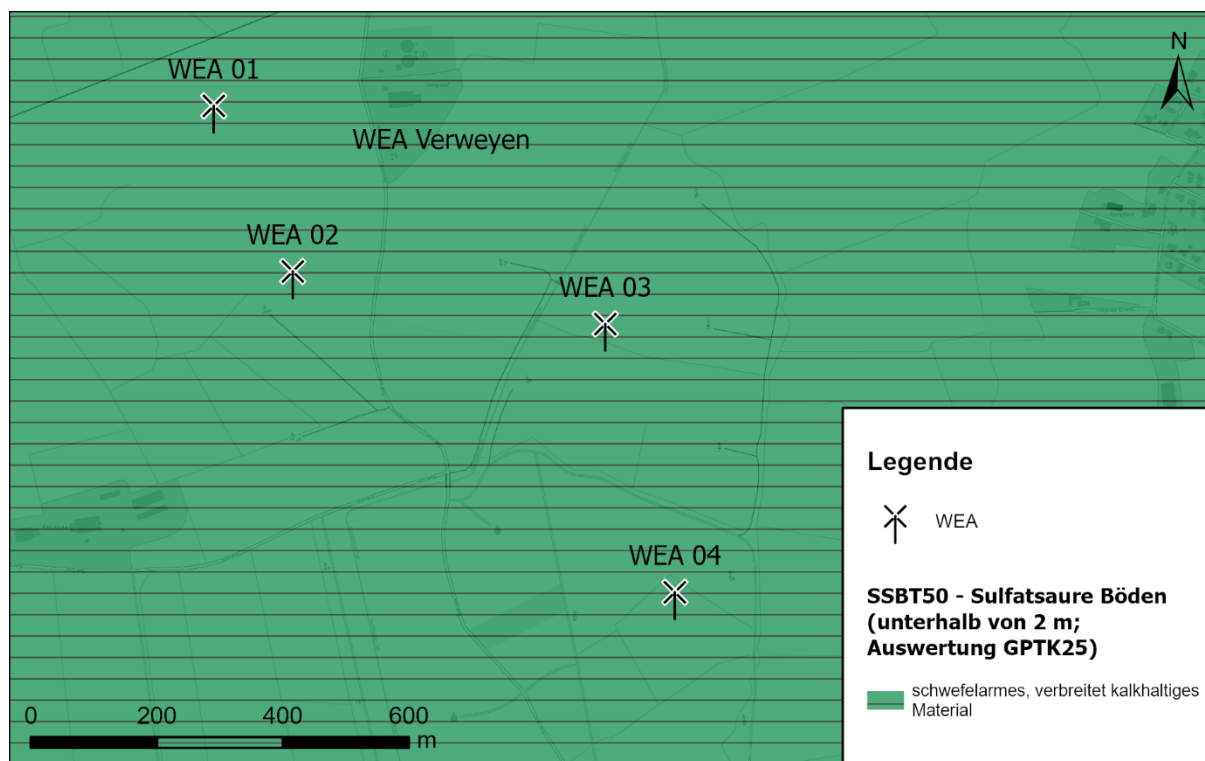 N
WEA 01
WEA Verweyen
WEA 02
WEA 03
WEA 04
Legende
WEA
SSBT50 - Sulfatsaure Böden
(unterhalb von 2 m;
Auswertung GPTK25)
schwefelarmes, verbreitet kalkhaltiges
Material
0 200 400 600
m